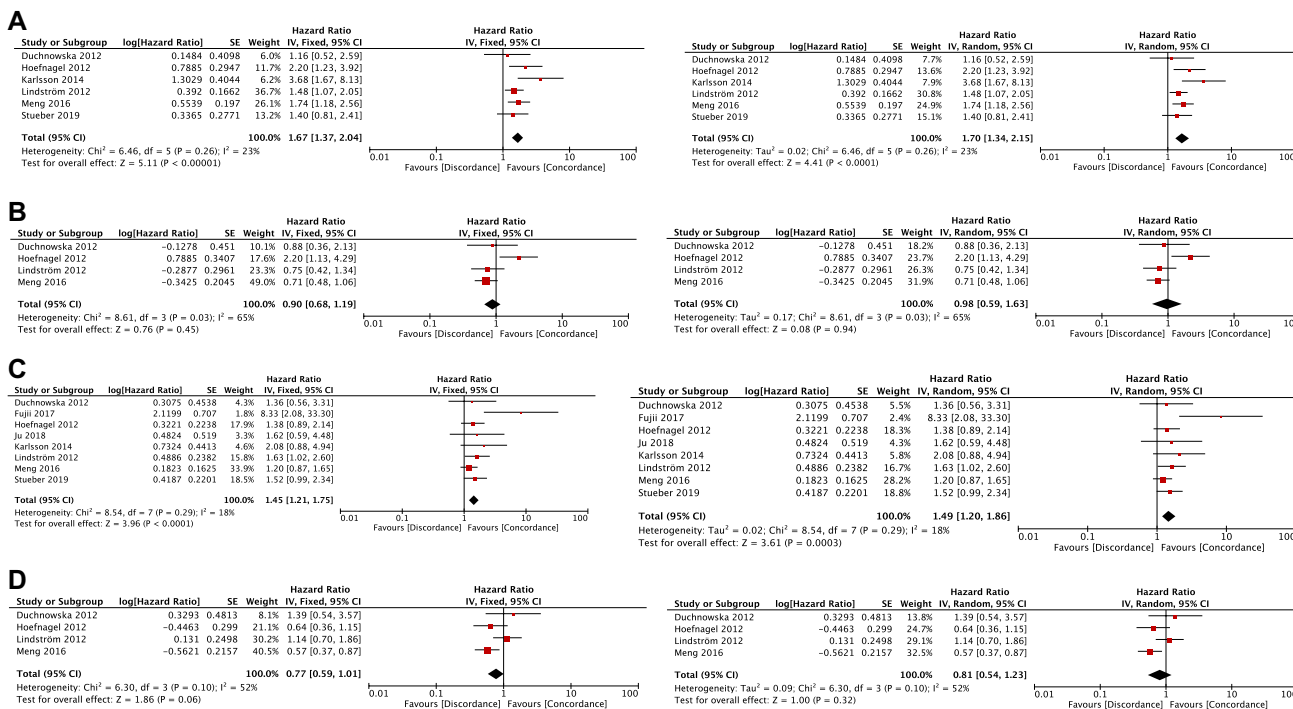 A
Hazard Ratio Hazard Ratio
Study or Subgroup log[Hazard Ratio] SE Weight IV, Fixed, 95% CI IV, Fixed, 95% CI
Duchnowska 2012 0.1484 0.4098 6.0% 1.16 [0.52, 2.59]
Hoefnagel 2012 0.7885 0.2947 11.7% 2.20 [1.23, 3.92]
Karlsson 2014 1.3029 0.4044 6.2% 3.68 [1.67, 8.13]
Lindström 2012 0.392 0.1662 36.7% 1.48 [1.07, 2.05]
Meng 2016 0.5539 0.197 26.1% 1.74 [1.18, 2.56]
Stueber 2019 0.3365 0.2771 13.2% 1.40 [0.81, 2.41]
Total (95% CI) 100.0% 1.67 [1.37, 2.04]
Heterogeneity: Chi² = 6.46, df = 5 (P = 0.26); I² = 23%
Test for overall effect: Z = 5.11 (P < 0.00001)
0.01 0.1 1 10 100
Favours [Discordance] Favours [Concordance]
Hazard Ratio Hazard Ratio
Study or Subgroup log[Hazard Ratio] SE Weight IV, Random, 95% CI IV, Random, 95% CI
Duchnowska 2012 0.1484 0.4098 7.7% 1.16 [0.52, 2.59]
Hoefnagel 2012 0.7885 0.2947 13.6% 2.20 [1.23, 3.92]
Karlsson 2014 1.3029 0.4044 7.9% 3.68 [1.67, 8.13]
Lindström 2012 0.392 0.1662 30.8% 1.48 [1.07, 2.05]
Meng 2016 0.5539 0.197 24.9% 1.74 [1.18, 2.56]
Stueber 2019 0.3365 0.2771 15.1% 1.40 [0.81, 2.41]
Total (95% CI) 100.0% 1.70 [1.34, 2.15]
Heterogeneity: Tau² = 0.02; Chi² = 6.46, df = 5 (P = 0.26); I² = 23%
Test for overall effect: Z = 4.41 (P < 0.0001)
0.01 0.1 1 10 100
Favours [Discordance] Favours [Concordance]
B
Hazard Ratio Hazard Ratio
Study or Subgroup log[Hazard Ratio] SE Weight IV, Fixed, 95% CI IV, Fixed, 95% CI
Duchnowska 2012 −0.1278 0.451 10.1% 0.88 [0.36, 2.13]
Hoefnagel 2012 0.7885 0.3407 17.6% 2.20 [1.13, 4.29]
Lindström 2012 −0.2877 0.2961 23.3% 0.75 [0.42, 1.34]
Meng 2016 −0.3425 0.2045 49.0% 0.71 [0.48, 1.06]
Total (95% CI) 100.0% 0.90 [0.68, 1.19]
Heterogeneity: Chi² = 8.61, df = 3 (P = 0.03); I² = 65%
Test for overall effect: Z = 0.76 (P = 0.45)
0.01 0.1 1 10 100
Favours [Discordance] Favours [Concordance]
Hazard Ratio Hazard Ratio
Study or Subgroup log[Hazard Ratio] SE Weight IV, Random, 95% CI IV, Random, 95% CI
Duchnowska 2012 −0.1278 0.451 18.2% 0.88 [0.36, 2.13]
Hoefnagel 2012 0.7885 0.3407 23.7% 2.20 [1.13, 4.29]
Lindström 2012 −0.2877 0.2961 26.3% 0.75 [0.42, 1.34]
Meng 2016 −0.3425 0.2045 31.9% 0.71 [0.48, 1.06]
Total (95% CI) 100.0% 0.98 [0.59, 1.63]
Heterogeneity: Tau² = 0.17; Chi² = 8.61, df = 3 (P = 0.03); I² = 65%
Test for overall effect: Z = 0.08 (P = 0.94)
0.01 0.1 1 10 100
Favours [Discordance] Favours [Concordance]
C
Hazard Ratio Hazard Ratio
Study or Subgroup log[Hazard Ratio] SE Weight IV, Fixed, 95% CI IV, Fixed, 95% CI
Duchnowska 2012 0.3075 0.4538 4.3% 1.36 [0.56, 3.31]
Fujii 2017 2.1199 0.707 1.8% 8.33 [2.08, 33.30]
Hoefnagel 2012 0.3221 0.2238 17.9% 1.38 [0.89, 2.14]
Ju 2018 0.4824 0.519 3.3% 1.62 [0.59, 4.48]
Karlsson 2014 0.7324 0.4413 4.6% 2.08 [0.88, 4.94]
Lindström 2012 0.4886 0.2382 15.8% 1.63 [1.02, 2.60]
Meng 2016 0.1823 0.1625 33.9% 1.20 [0.87, 1.65]
Stueber 2019 0.4187 0.2201 18.5% 1.52 [0.99, 2.34]
Total (95% CI) 100.0% 1.45 [1.21, 1.75]
Heterogeneity: Chi² = 8.54, df = 7 (P = 0.29); I² = 18%
Test for overall effect: Z = 3.96 (P < 0.0001)
0.01 0.1 1 10 100
Favours [Discordance] Favours [Concordance]
Hazard Ratio Hazard Ratio
Study or Subgroup log[Hazard Ratio] SE Weight IV, Random, 95% CI IV, Random, 95% CI
Duchnowska 2012 0.3075 0.4538 5.5% 1.36 [0.56, 3.31]
Fujii 2017 2.1199 0.707 2.4% 8.33 [2.08, 33.30]
Hoefnagel 2012 0.3221 0.2238 18.3% 1.38 [0.89, 2.14]
Ju 2018 0.4824 0.519 4.3% 1.62 [0.59, 4.48]
Karlsson 2014 0.7324 0.4413 5.8% 2.08 [0.88, 4.94]
Lindström 2012 0.4886 0.2382 16.7% 1.63 [1.02, 2.60]
Meng 2016 0.1823 0.1625 28.2% 1.20 [0.87, 1.65]
Stueber 2019 0.4187 0.2201 18.8% 1.52 [0.99, 2.34]
Total (95% CI) 100.0% 1.49 [1.20, 1.86]
Heterogeneity: Tau² = 0.02; Chi² = 8.54, df = 7 (P = 0.29); I² = 18%
Test for overall effect: Z = 3.61 (P = 0.0003)
0.01 0.1 1 10 100
Favours [Discordance] Favours [Concordance]
D
Hazard Ratio Hazard Ratio
Study or Subgroup log[Hazard Ratio] SE Weight IV, Fixed, 95% CI IV, Fixed, 95% CI
Duchnowska 2012 0.3293 0.4813 8.1% 1.39 [0.54, 3.57]
Hoefnagel 2012 −0.4463 0.299 21.1% 0.64 [0.36, 1.15]
Lindström 2012 0.131 0.2498 30.2% 1.14 [0.70, 1.86]
Meng 2016 −0.5621 0.2157 40.5% 0.57 [0.37, 0.87]
Total (95% CI) 100.0% 0.77 [0.59, 1.01]
Heterogeneity: Chi² = 6.30, df = 3 (P = 0.10); I² = 52%
Test for overall effect: Z = 1.86 (P = 0.06)
0.01 0.1 1 10 100
Favours [Discordance] Favours [Concordance]
Hazard Ratio Hazard Ratio
Study or Subgroup log[Hazard Ratio] SE Weight IV, Random, 95% CI IV, Random, 95% CI
Duchnowska 2012 0.3293 0.4813 13.8% 1.39 [0.54, 3.57]
Hoefnagel 2012 −0.4463 0.299 24.7% 0.64 [0.36, 1.15]
Lindström 2012 0.131 0.2498 29.1% 1.14 [0.70, 1.86]
Meng 2016 −0.5621 0.2157 32.5% 0.57 [0.37, 0.87]
Total (95% CI) 100.0% 0.81 [0.54, 1.23]
Heterogeneity: Tau² = 0.09; Chi² = 6.30, df = 3 (P = 0.10); I² = 52%
Test for overall effect: Z = 1.00 (P = 0.32)
0.01 0.1 1 10 100
Favours [Discordance] Favours [Concordance]